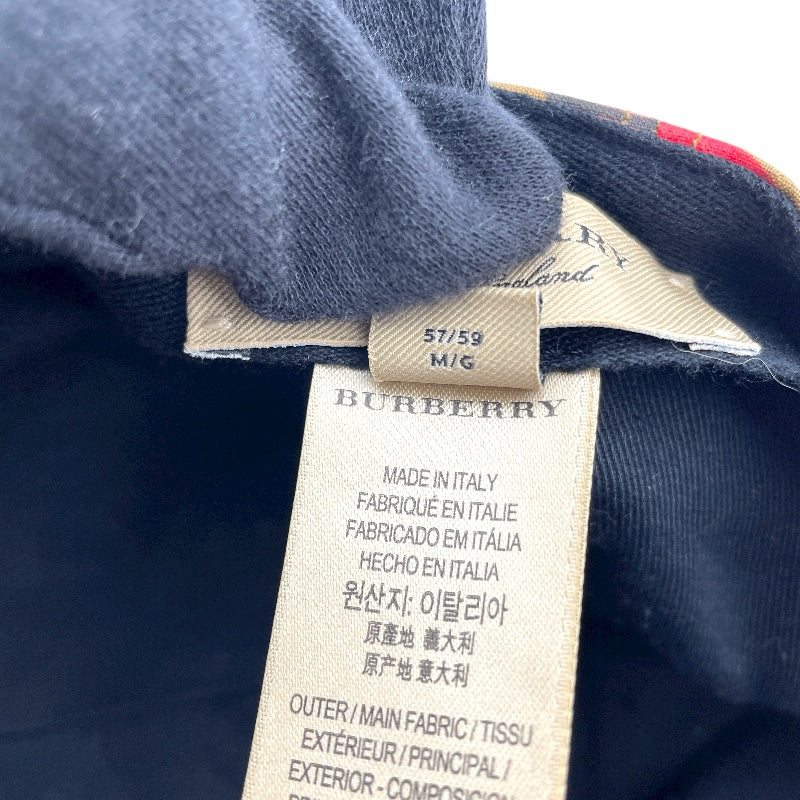 57/59
M/G
BURBERRY
MADE IN ITALY
FABRIQUÉ EN ITALIE
FABRICADO EM ITÁLIA
HECHO EN ITALIA
원산지: 이탈리아
原產地 義大利
原产地 意大利
OUTER / MAIN FABRIC / TISSU
EXTÉRIEUR / PRINCIPAL /
EXTERIOR - COMPOSICIÓN